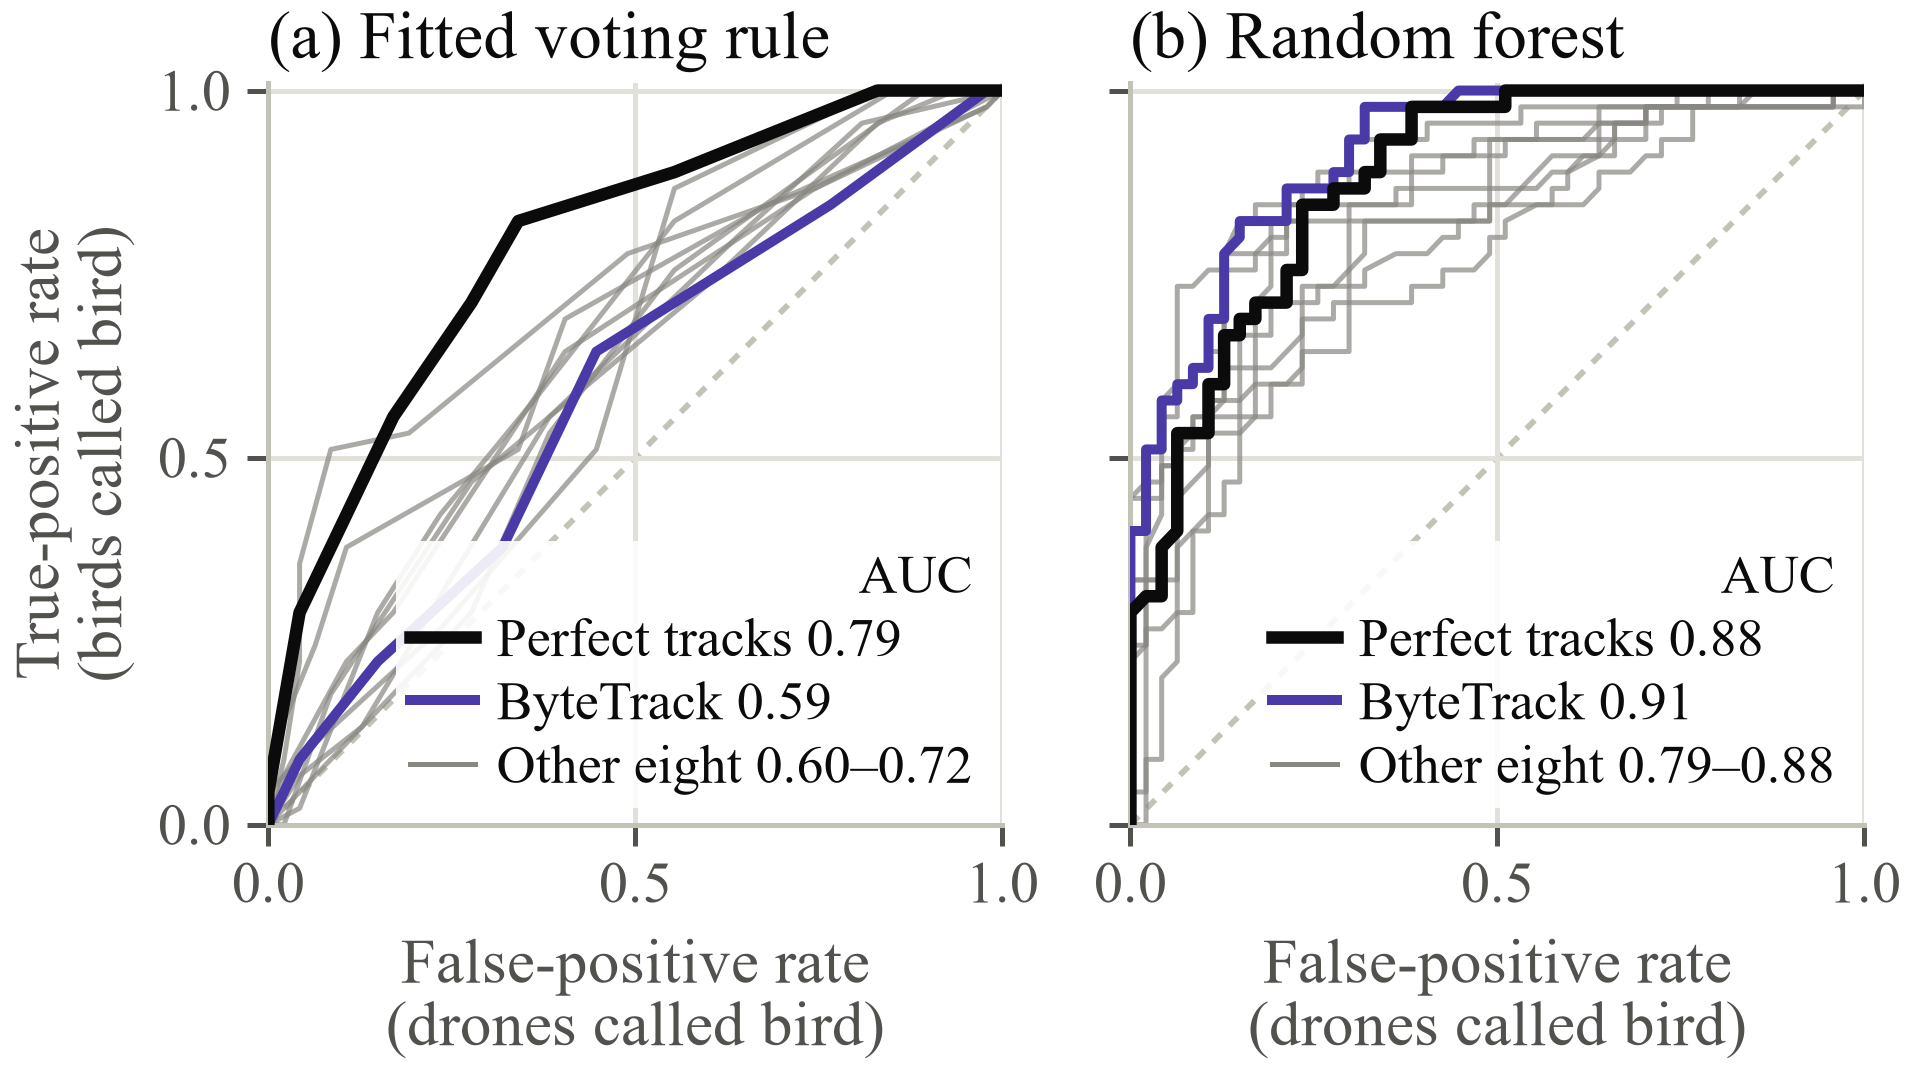 (a) Fitted voting rule
True-positive rate
(birds called bird)
1.0
0.5
0.0
AUC
Perfect tracks 0.79
ByteTrack 0.59
Other eight 0.60–0.72
0.0 0.5 1.0
False-positive rate
(drones called bird)
(b) Random forest
AUC
Perfect tracks 0.88
ByteTrack 0.91
Other eight 0.79–0.88
0.0 0.5 1.0
False-positive rate
(drones called bird)